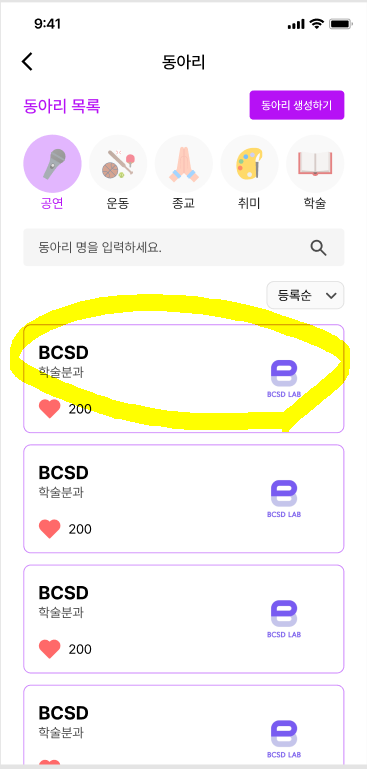 9:41
동아리
동아리 목록
동아리 생성하기
공연 운동 종교 취미 학술
동아리 명을 입력하세요.
등록순
BCSD
학술분과
200
BCSD LAB
BCSD
학술분과
200
BCSD LAB
BCSD
학술분과
200
BCSD LAB
BCSD
학술분과
BCSD LAB